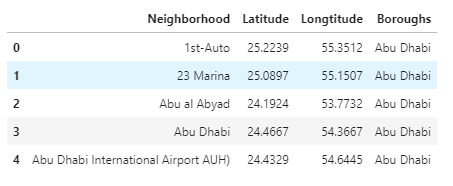 Neighborhood Latitude Longtitude Boroughs
0 1st-Auto 25.2239 55.3512 Abu Dhabi
1 23 Marina 25.0897 55.1507 Abu Dhabi
2 Abu al Abyad 24.1924 53.7732 Abu Dhabi
3 Abu Dhabi 24.4667 54.3667 Abu Dhabi
4 Abu Dhabi International Airport AUH) 24.4329 54.6445 Abu Dhabi